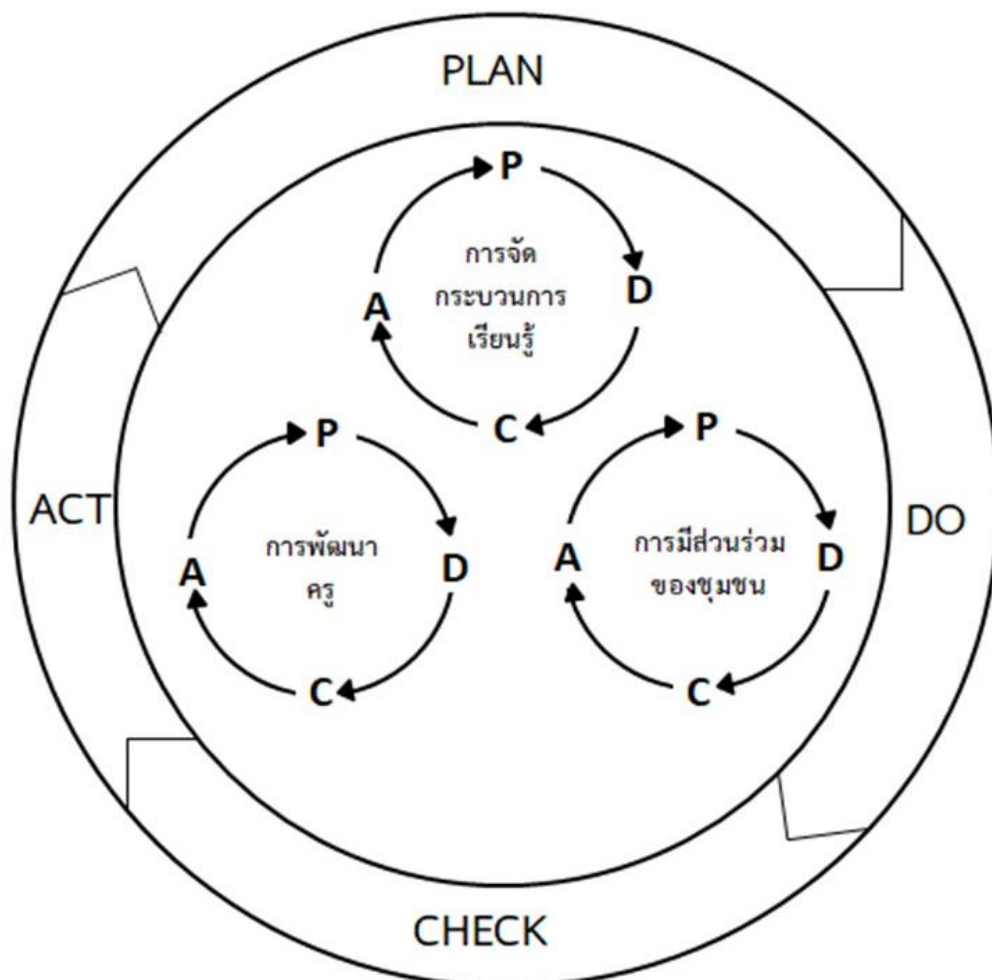 PLAN
P
การจัด
กระบวนการ
เรียนรู้
D
A
C
P
การพัฒนา
ครู
D
A
C
P
การมีส่วนร่วม
ของชุมชน
D
A
C
ACT
DO
CHECK